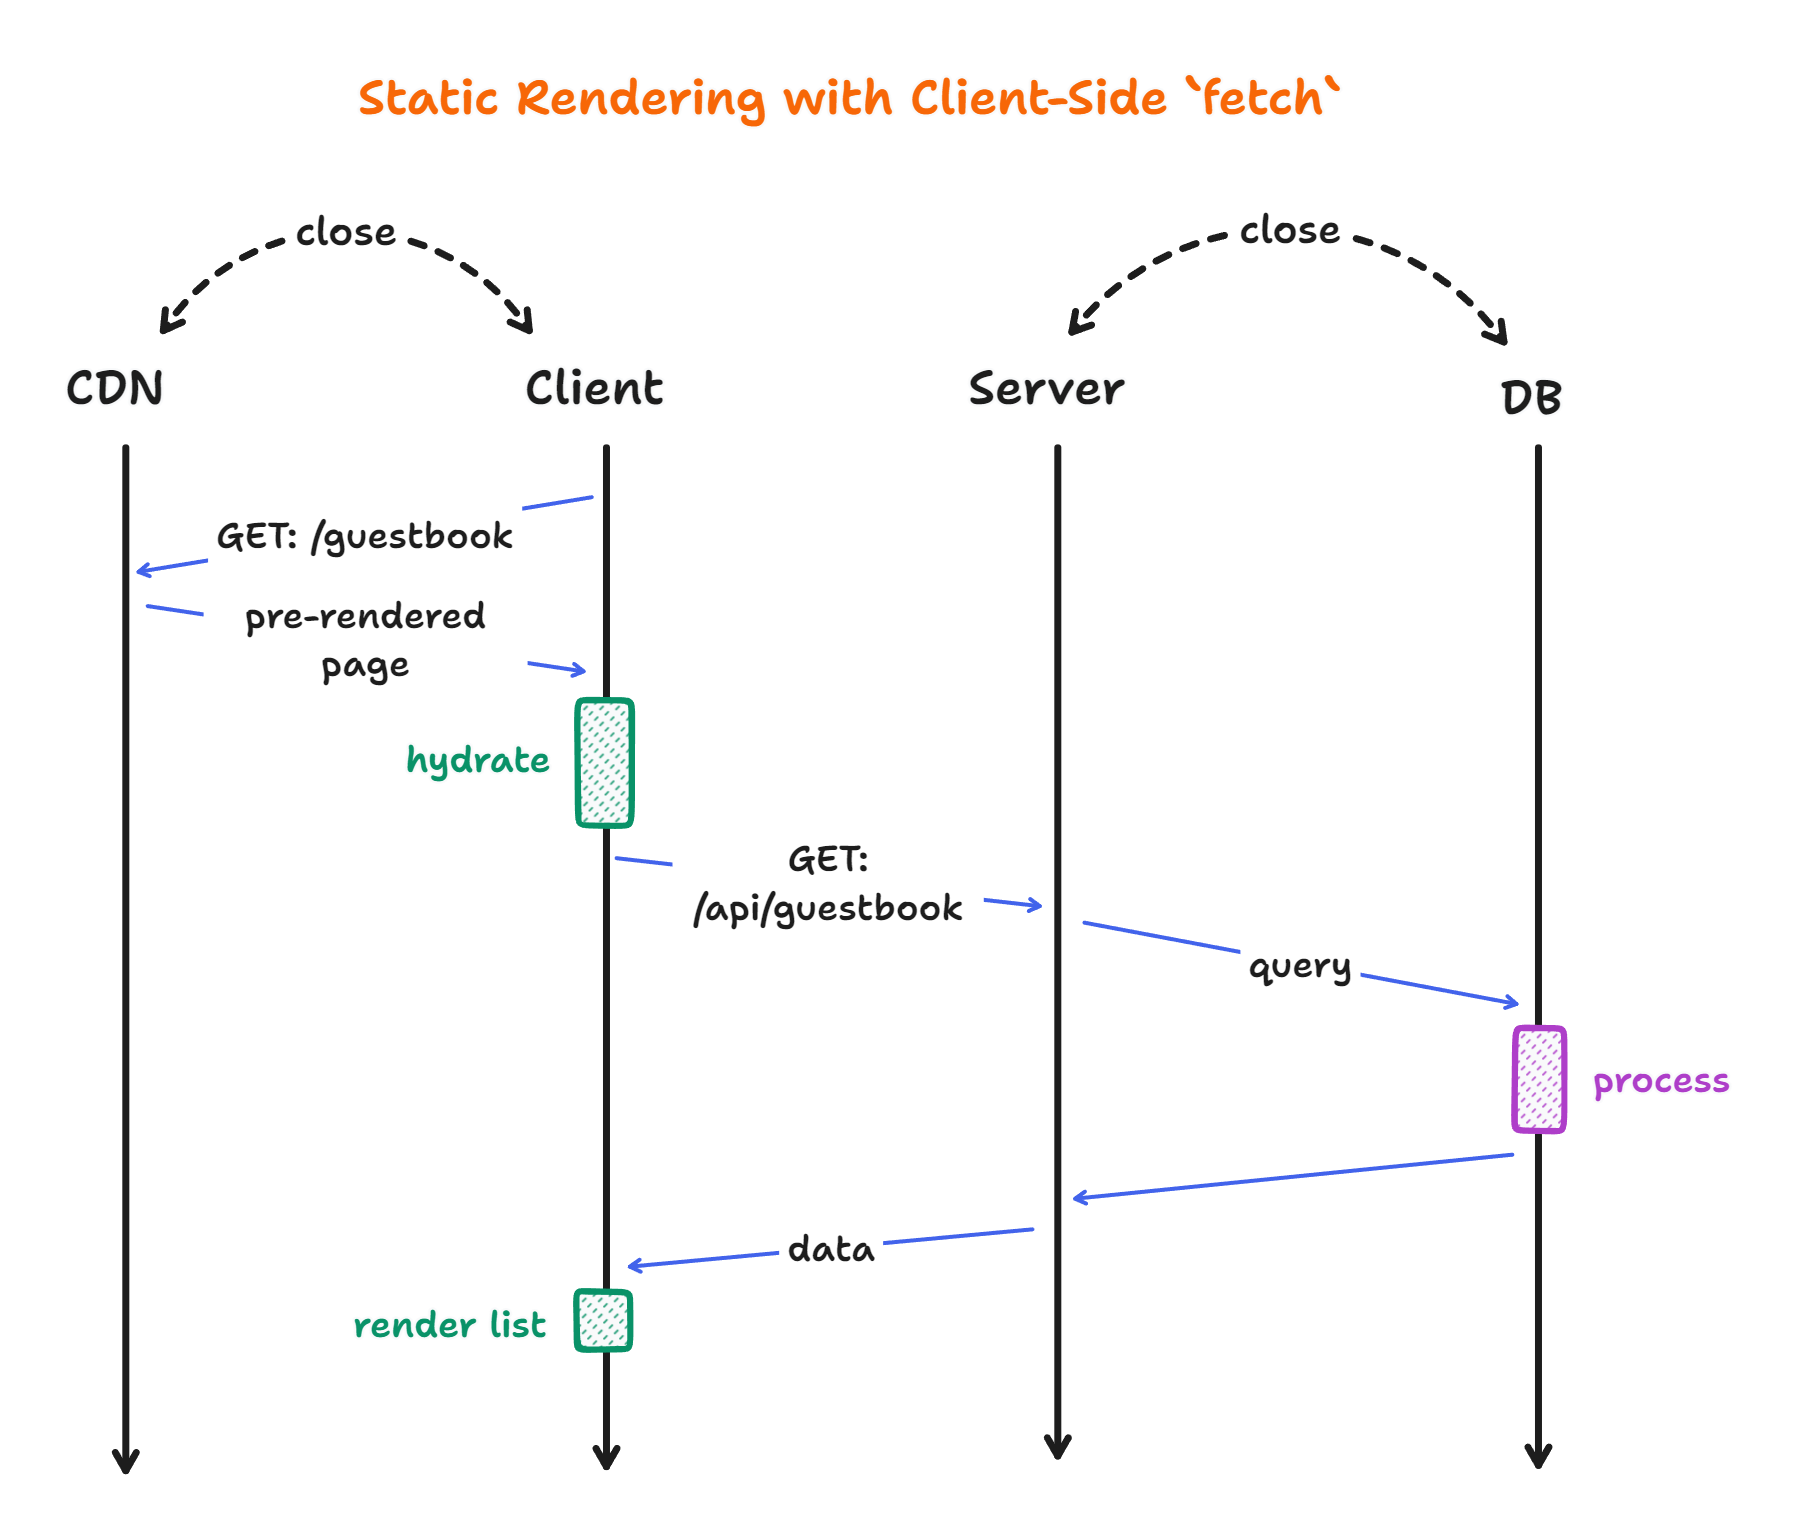 Static Rendering with Client-Side `fetch`
close
close
CDN
Client
Server
DB
GET: /guestbook
pre-rendered
page
hydrate
GET:
/api/guestbook
query
process
data
render list